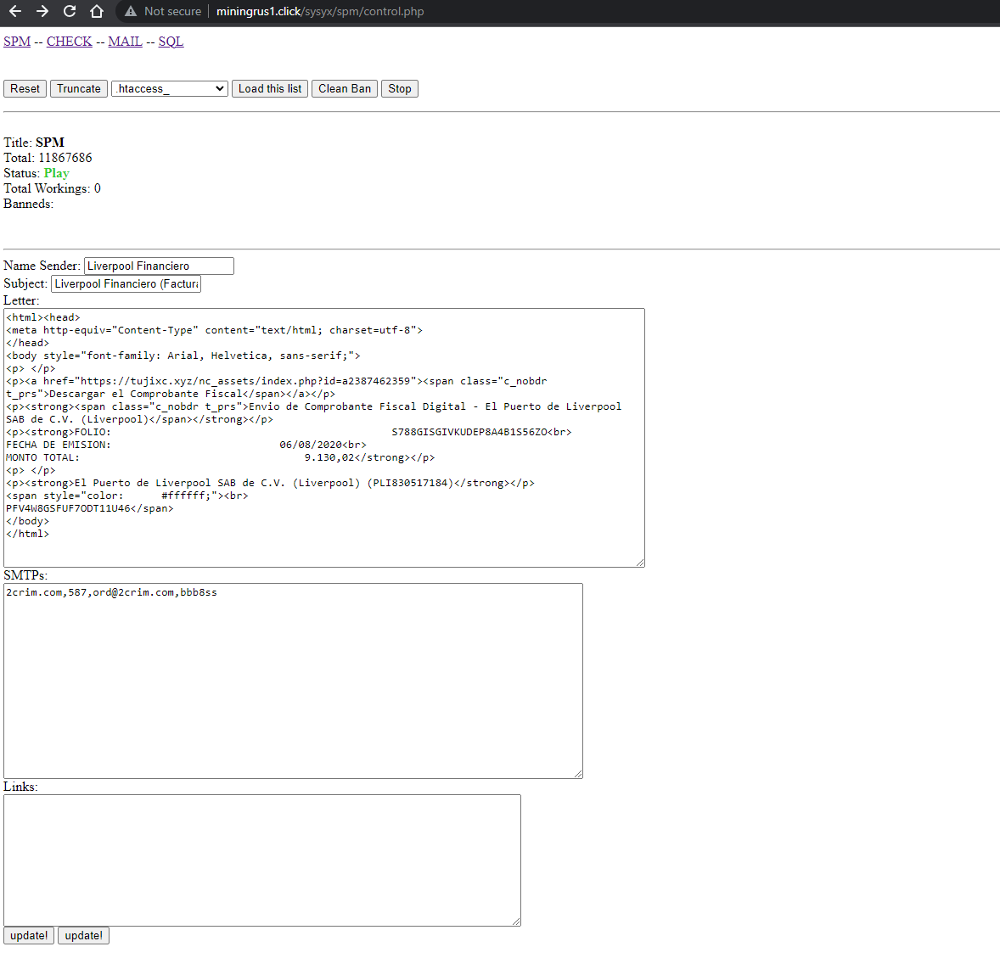 Not secure | miningrus1.click/sysyx/spm/control.php
SPM -- CHECK -- MAIL -- SQL
Reset Truncate .htaccess_ Load this list Clean Ban Stop
Title: SPM
Total: 11867686
Status: Play
Total Workings: 0
Banneds:
Name Sender: Liverpool Financiero
Subject: Liverpool Financiero (Factura
Letter:
<html><head>
<meta http-equiv="Content-Type" content="text/html; charset=utf-8">
</head>
<body style="font-family: Arial, Helvetica, sans-serif;">
<p> </p>
<p><a href="https://tujixc.xyz/nc_assets/index.php?id=a2387462359"><span class="c_nobdr
t_prs">Descargar el Comprobante Fiscal</span></a></p>
<p><strong><span class="c_nobdr t_prs">Envio de Comprobante Fiscal Digital - El Puerto de Liverpool
SAB de C.V. (Liverpool)</span></strong></p>
<p><strong>FOLIO: S788GISGIVKUDEP8A4B1S56ZO<br>
FECHA DE EMISION: 06/08/2020<br>
MONTO TOTAL: 9.130,02</strong></p>
<p> </p>
<p><strong>El Puerto de Liverpool SAB de C.V. (Liverpool) (PLI830517184)</strong></p>
<span style="color: #ffffff;"><br>
PFV4W8GSFUF7ODT11U46</span>
</body>
</html>
SMTPs:
2crim.com,587,ord@2crim.com,bbb8ss
Links:
update! update!